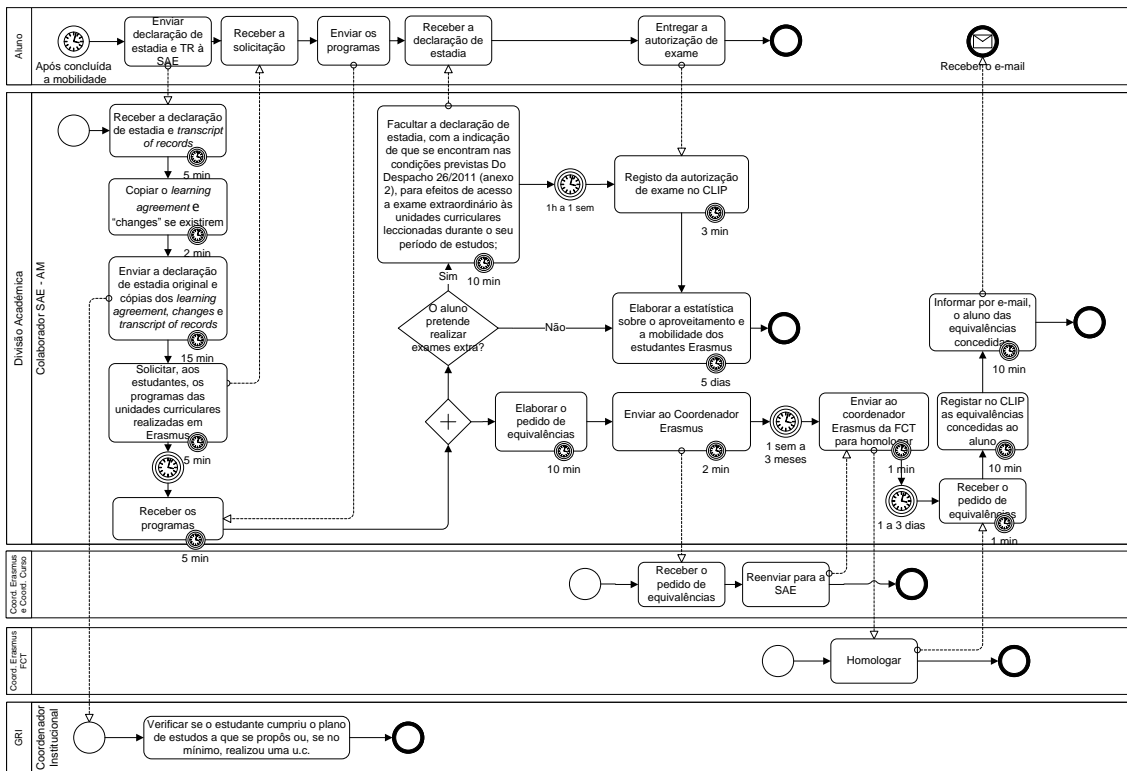 Aluno
Após concluída
a mobilidade
Enviar
declaração de
estadia e TR à
SAE
Receber a
solicitação
Enviar os
programas
Receber a
declaração de
estadia
Entregar a
autorização de
exame
Receber o e-mail
Divisão Académica
Colaborador SAE - AM
Receber a declaração
de estadia e transcript
of records
5 min
Copiar o learning
agreement e
“changes” se existirem
2 min
Enviar a declaração
de estadia original e
cópias dos learning
agreement, changes e
transcript of records
15 min
Solicitar, aos
estudantes, os
programas das
unidades curriculares
realizadas em
Erasmus
5 min
Receber os
programas
5 min
Facultar a declaração de
estadia, com a indicação
de que se encontram nas
condições previstas Do
Despacho 26/2011 (anexo
2), para efeitos de acesso
a exame extraordinário às
unidades curriculares
leccionadas durante o seu
período de estudos;
10 min
Sim
O aluno
pretende
realizar
exames extra?
Não
1h a 1 sem
Registo da autorização
de exame no CLIP
3 min
Elaborar a estatística
sobre o aproveitamento e
a mobilidade dos
estudantes Erasmus
5 dias
Elaborar o
pedido de
equivalências
10 min
Enviar ao Coordenador
Erasmus
2 min
1 sem a
3 meses
Enviar ao
coordenador
Erasmus da FCT
para homologar
1 min
1 a 3 dias
Receber o
pedido de
equivalências
1 min
Registar no CLIP
as equivalências
concedidas ao
aluno
10 min
Informar por e-mail,
o aluno das
equivalências
concedidas
10 min
Coord. Erasmus
e Coord. Curso
Receber o
pedido de
equivalências
Reenviar para a
SAE
Coord. Erasmus
FCT
Homologar
GRI
Coordenador
Institucional
Verificar se o estudante cumpriu o plano
de estudos a que se propôs ou, se no
mínimo, realizou uma u.c.